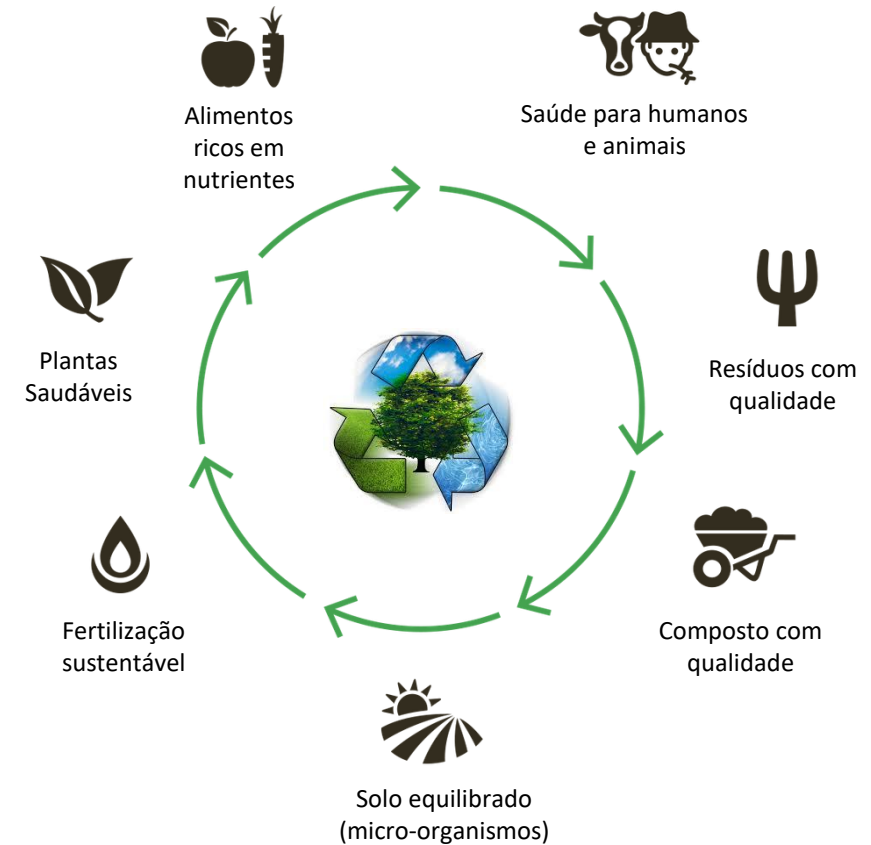 Alimentos
ricos em
nutrientes
Saúde para humanos
e animais
Resíduos com
qualidade
Composto com
qualidade
Solo equilibrado
(micro-organismos)
Fertilização
sustentável
Plantas
Saudáveis